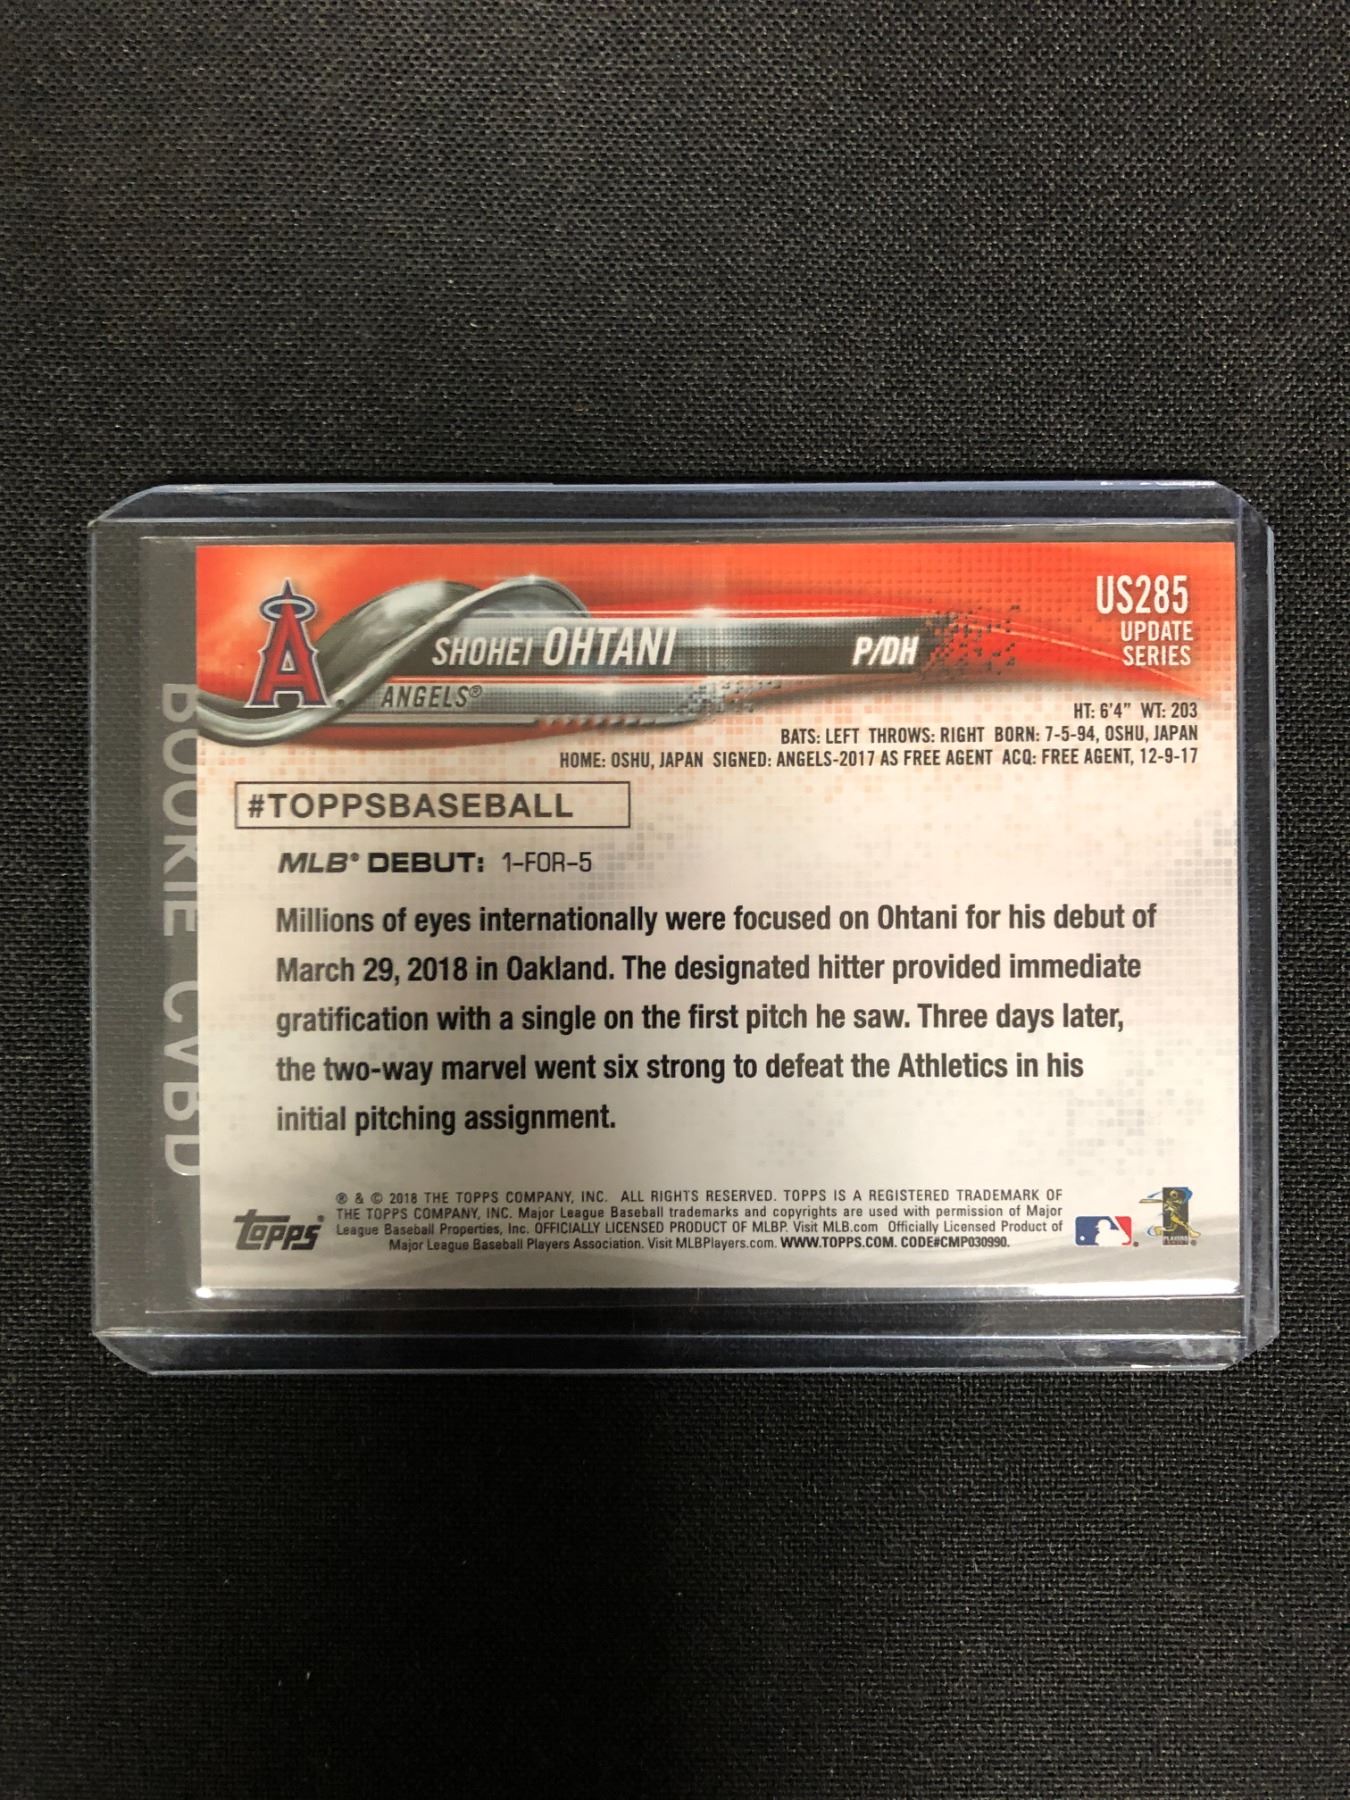 US285
UPDATE
SERIES
A
SHOHEI OHTANI
P/DH
ANGELS®
HT: 6'4" WT: 203
BATS: LEFT THROWS: RIGHT BORN: 7-5-94, OSHU, JAPAN
HOME: OSHU, JAPAN SIGNED: ANGELS-2017 AS FREE AGENT ACQ: FREE AGENT, 12-9-17
#TOPPSBASEBALL
MLB® DEBUT: 1-FOR-5
Millions of eyes internationally were focused on Ohtani for his debut of
March 29, 2018 in Oakland. The designated hitter provided immediate
gratification with a single on the first pitch he saw. Three days later,
the two-way marvel went six strong to defeat the Athletics in his
initial pitching assignment.
® & © 2018 THE TOPPS COMPANY, INC. ALL RIGHTS RESERVED. TOPPS IS A REGISTERED TRADEMARK OF
THE TOPPS COMPANY, INC. Major League Baseball trademarks and copyrights are used with permission of Major
League Baseball Properties, Inc. OFFICIALLY LICENSED PRODUCT OF MLBP. Visit MLB.com Officially Licensed Product of
Major League Baseball Players Association. Visit MLBPlayers.com. WWW.TOPPS.COM. CODE#CMP030990.
topps®
PLAYERS